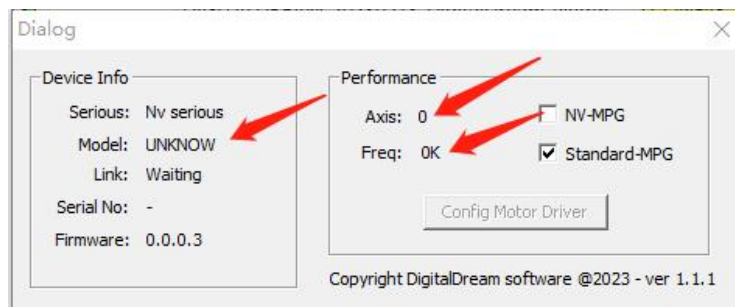 Dialog
Device Info
Serious: Nv serious
Model: UNKNOW
Link: Waiting
Serial No: -
Firmware: 0.0.0.3
Performance
Axis: 0
NV-MPG
Freq: 0K
Standard-MPG
Config Motor Driver
Copyright DigitalDream software @2023 - ver 1.1.1